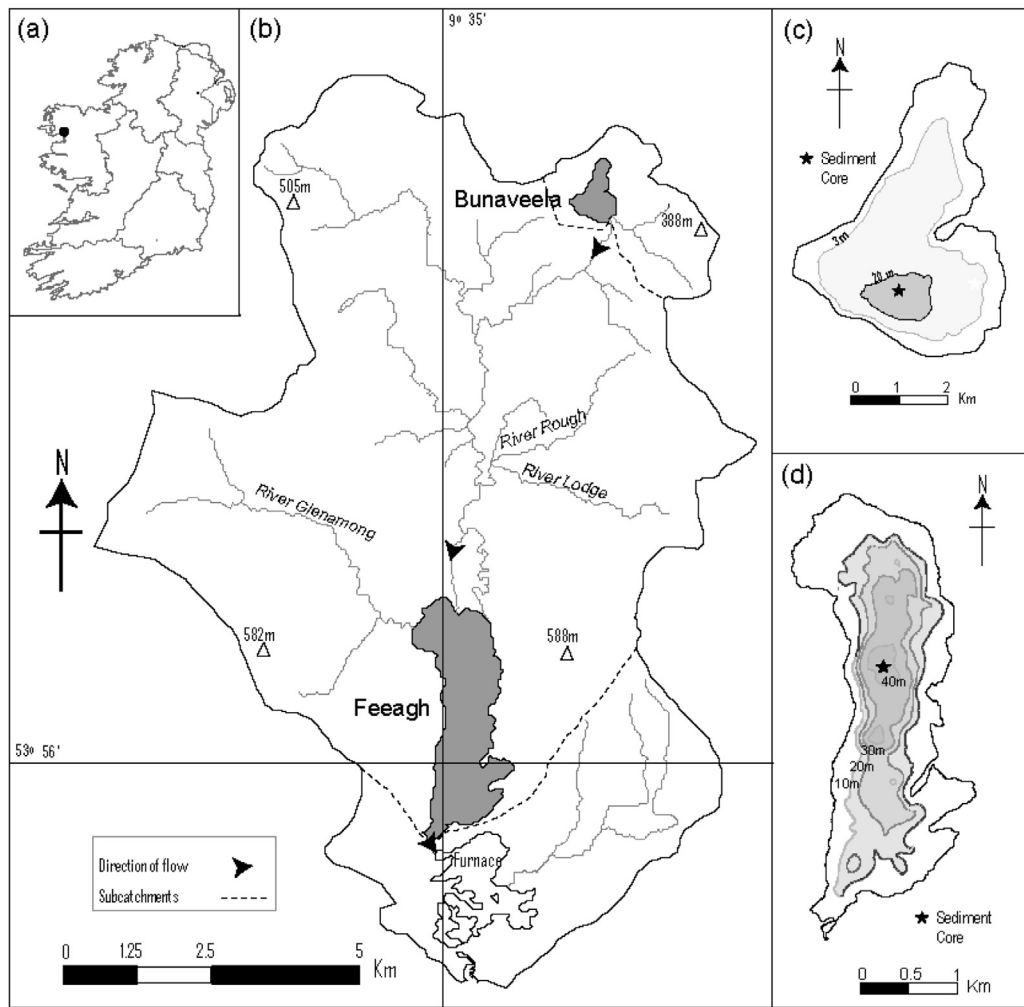 (a)
(b)
9º 35'
505m
Bunaveela
388m
River Rough
River Lodge
River Glenamong
N
582m
588m
Feeagh
53º 56'
Furnace
Direction of flow
Subcatchments
0 1.25 2.5 5
Km
(c)
N
Sediment
Core
3m
20 m
0 1 2
Km
(d)
N
40m
30m
20m
10m
Sediment
Core
0 0.5 1
Km